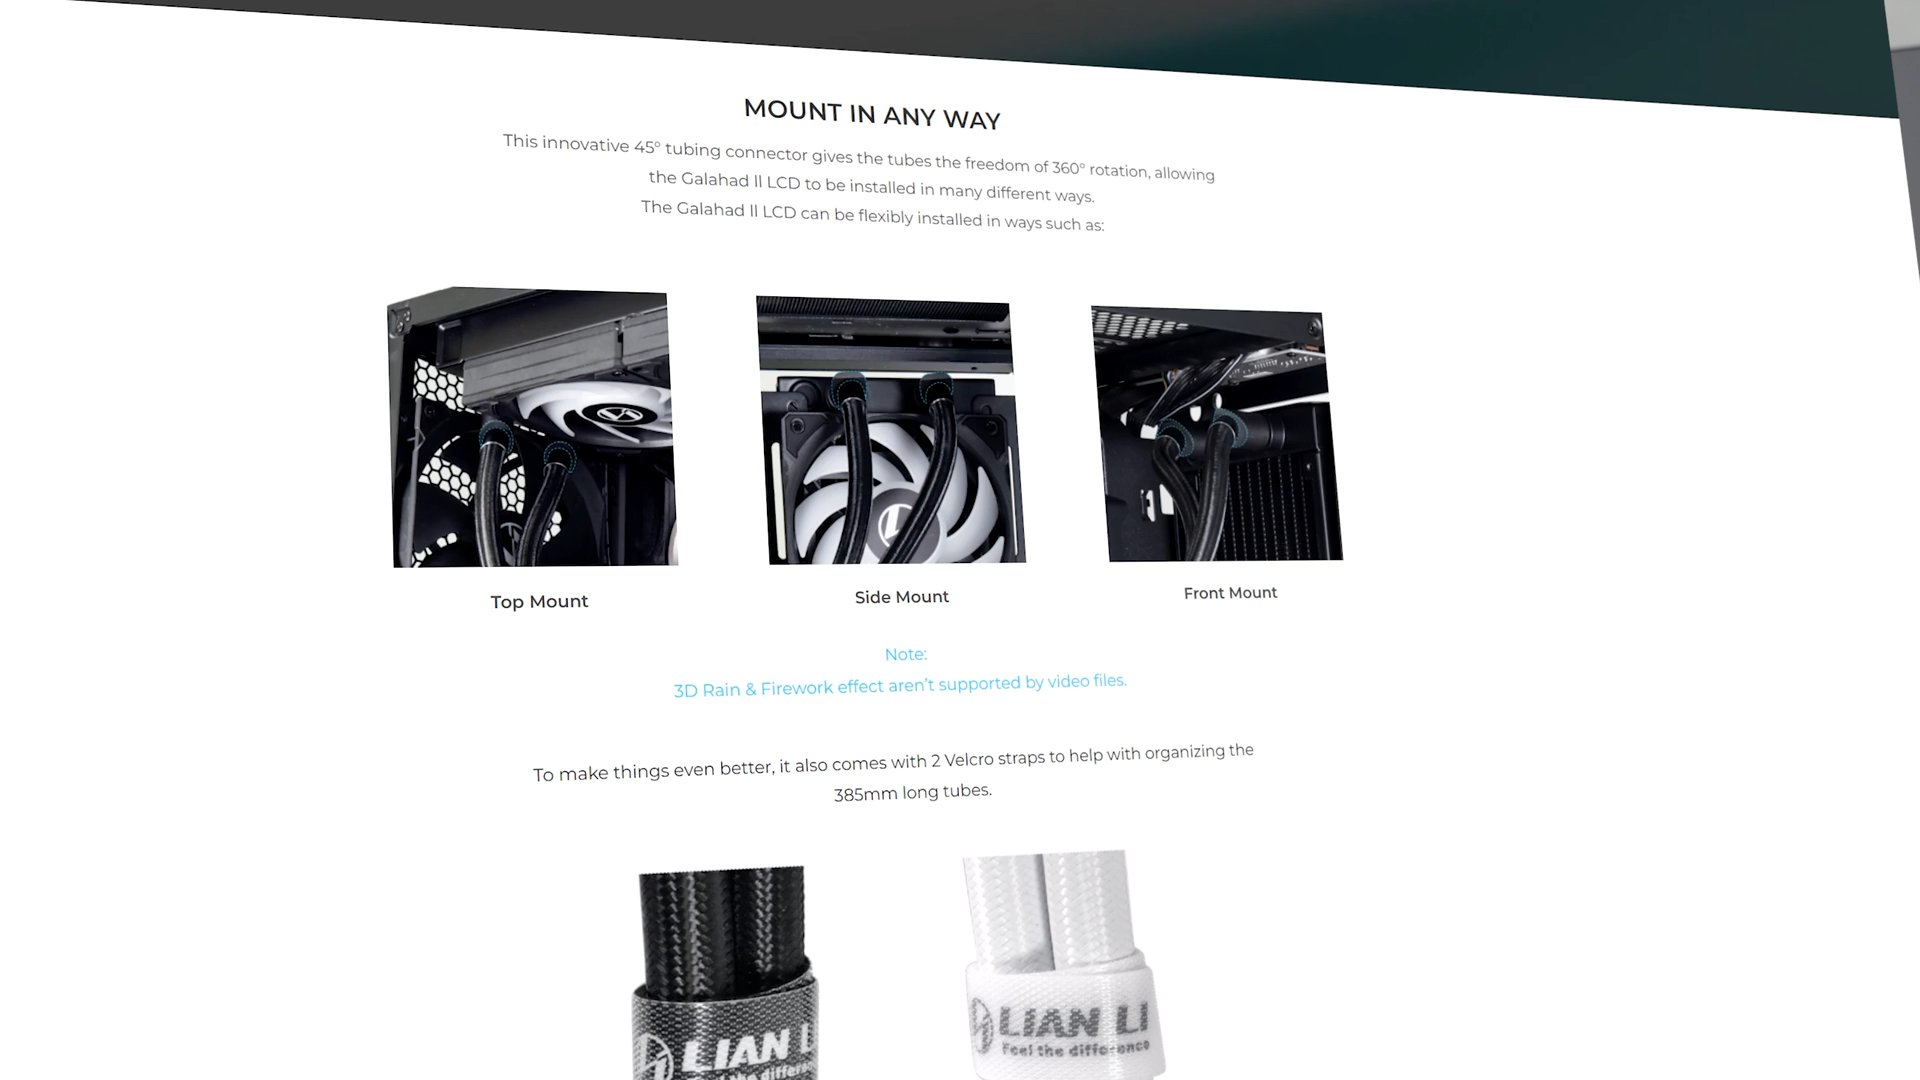 MOUNT IN ANY WAY
This innovative 45° tubing connector gives the tubes the freedom of 360° rotation, allowing
the Galahad ll LCD to be installed in many different ways.
The Galahad ll LCD can be flexibly installed in ways such as:
Top Mount
Side Mount
Front Mount
Note:
3D Rain & Firework effect aren't supported by video files.
To make things even better, it also comes with 2 Velcro straps to help with organizing the
385mm long tubes.
LIAN L
the differen
LIAN LI
Feel the difference